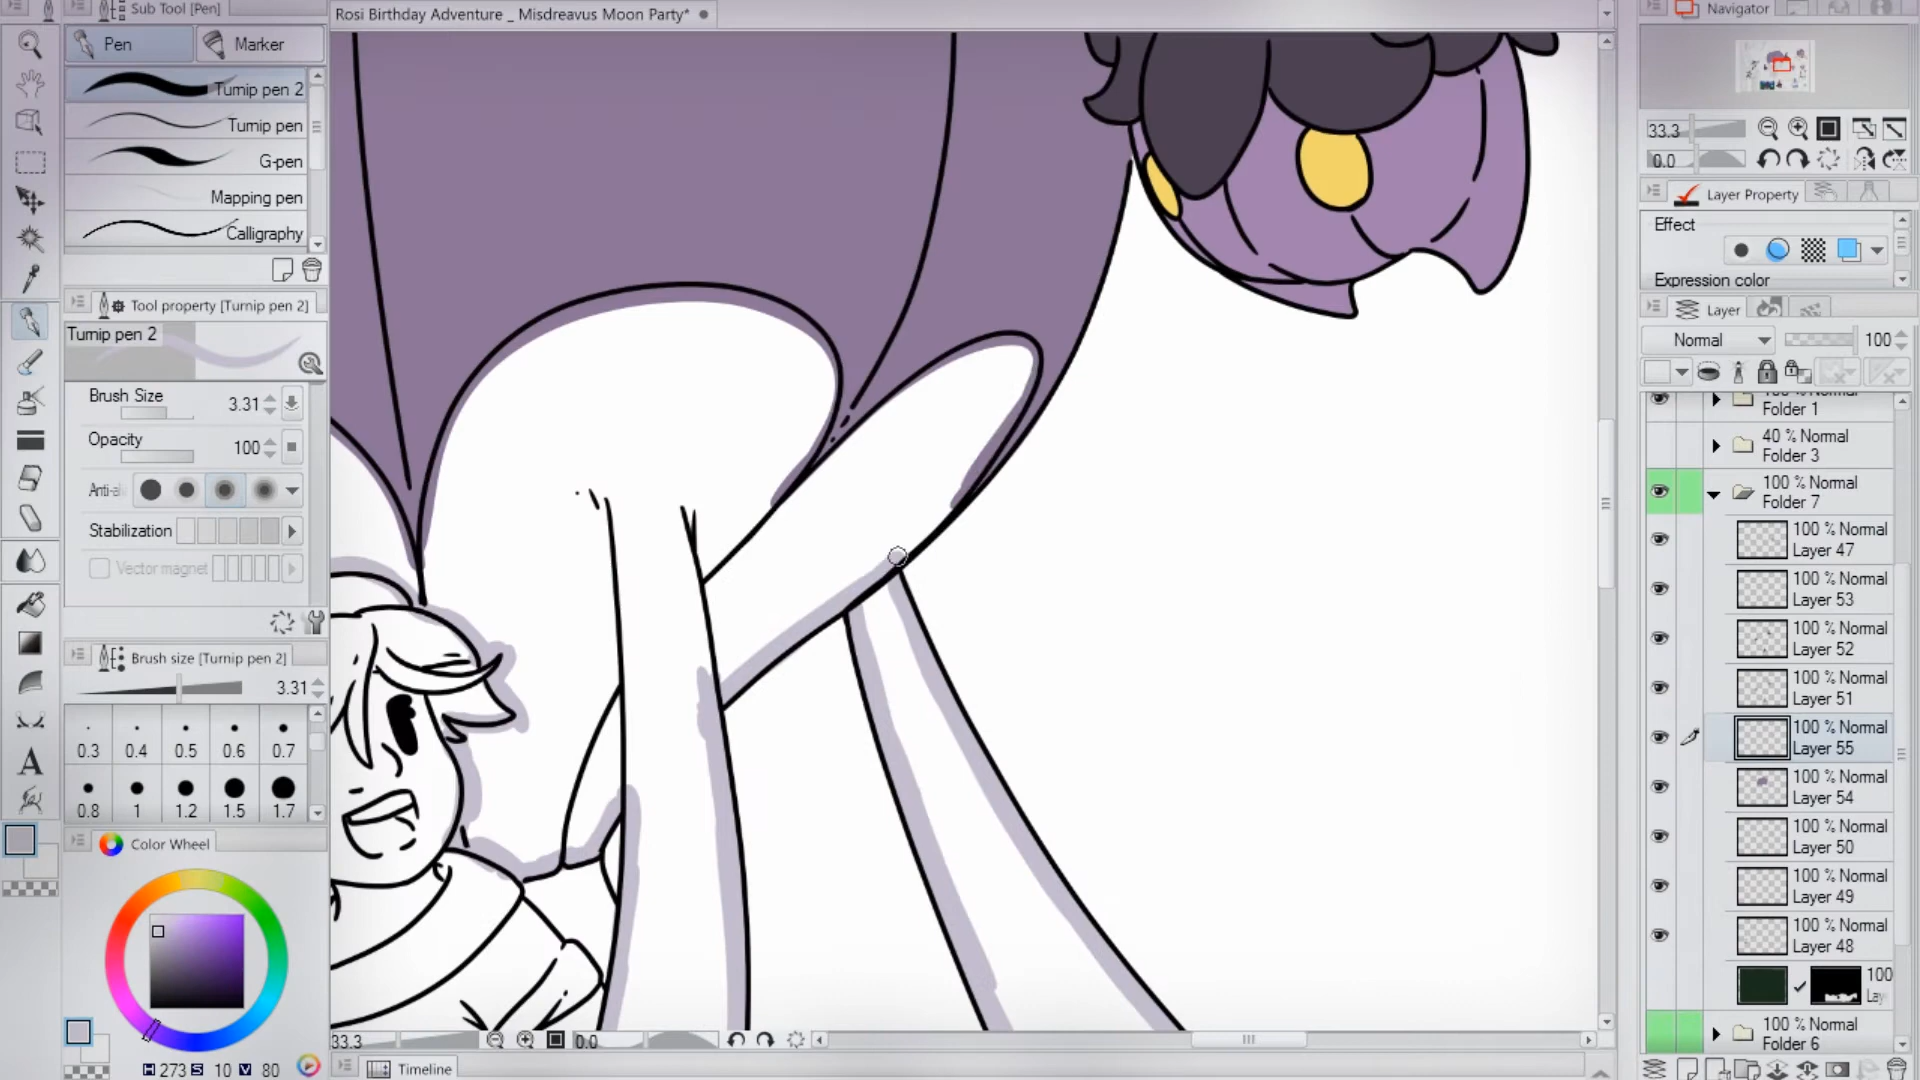 Sub Tool [Pen]
Rosi Birthday Adventure _ Misdreavus Moon Party*
Navigator
Pen
Marker
Turnip pen 2
Turnip pen
G-pen
Mapping pen
Calligraphy
Tool property [Turnip pen 2]
Turnip pen 2
Brush Size
3.31
Opacity
100
Stabilization
Vector magnet
Brush size [Turnip pen 2]
3.31
0.3 0.4 0.5 0.6 0.7
0.8 1 1.2 1.5 1.7
Color Wheel
H 273 S 10 V 80
33.3
0.0
Timeline
33.3
0.0
Layer Property
Effect
Expression color
Layer
Normal
100
Folder 1
40 % Normal
Folder 3
100 % Normal
Folder 7
100 % Normal
Layer 47
100 % Normal
Layer 53
100 % Normal
Layer 52
100 % Normal
Layer 51
100 % Normal
Layer 55
100 % Normal
Layer 54
100 % Normal
Layer 50
100 % Normal
Layer 49
100 % Normal
Layer 48
100
100 % Normal
Folder 6